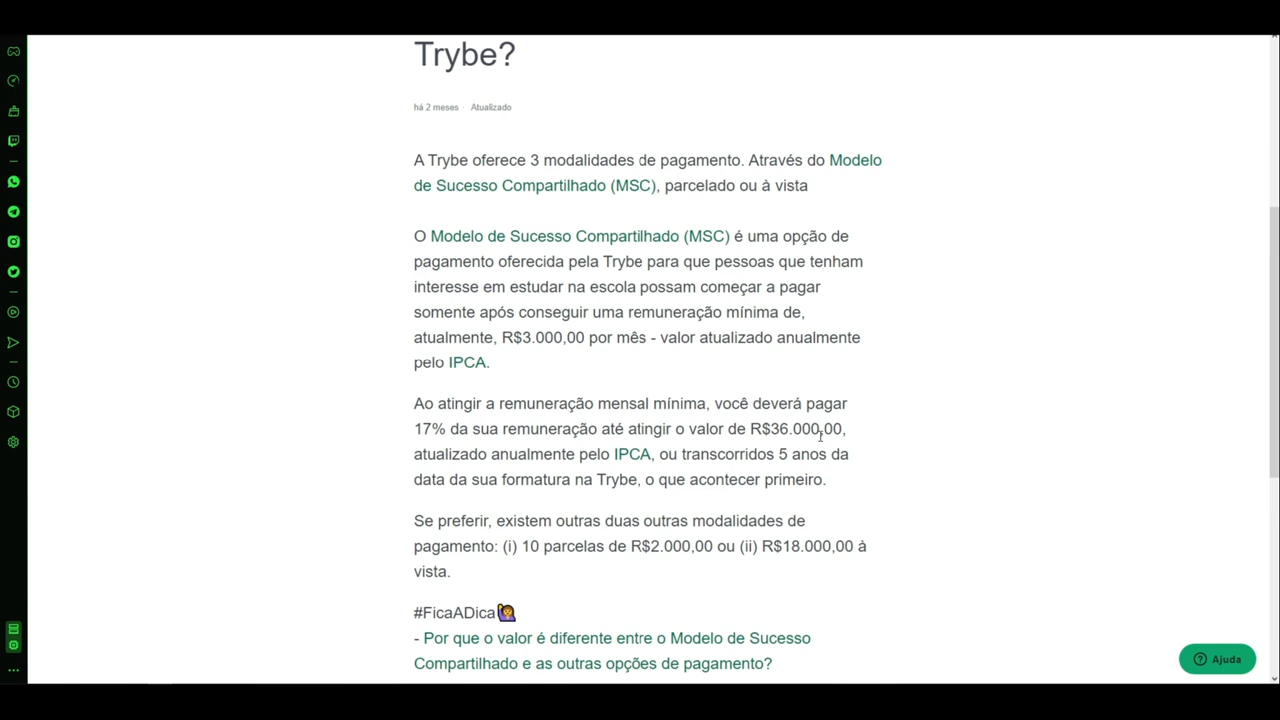 Trybe?
há 2 meses · Atualizado
A Trybe oferece 3 modalidades de pagamento. Através do Modelo
de Sucesso Compartilhado (MSC), parcelado ou à vista
O Modelo de Sucesso Compartilhado (MSC) é uma opção de
pagamento oferecida pela Trybe para que pessoas que tenham
interesse em estudar na escola possam começar a pagar
somente após conseguir uma remuneração mínima de,
atualmente, R$3.000,00 por mês - valor atualizado anualmente
pelo IPCA.
Ao atingir a remuneração mensal mínima, você deverá pagar
17% da sua remuneração até atingir o valor de R$36.000,00,
atualizado anualmente pelo IPCA, ou transcorridos 5 anos da
data da sua formatura na Trybe, o que acontecer primeiro.
Se preferir, existem outras duas outras modalidades de
pagamento: (i) 10 parcelas de R$2.000,00 ou (ii) R$18.000,00 à
vista.
#FicaADica🙋
- Por que o valor é diferente entre o Modelo de Sucesso
Compartilhado e as outras opções de pagamento?
Ajuda